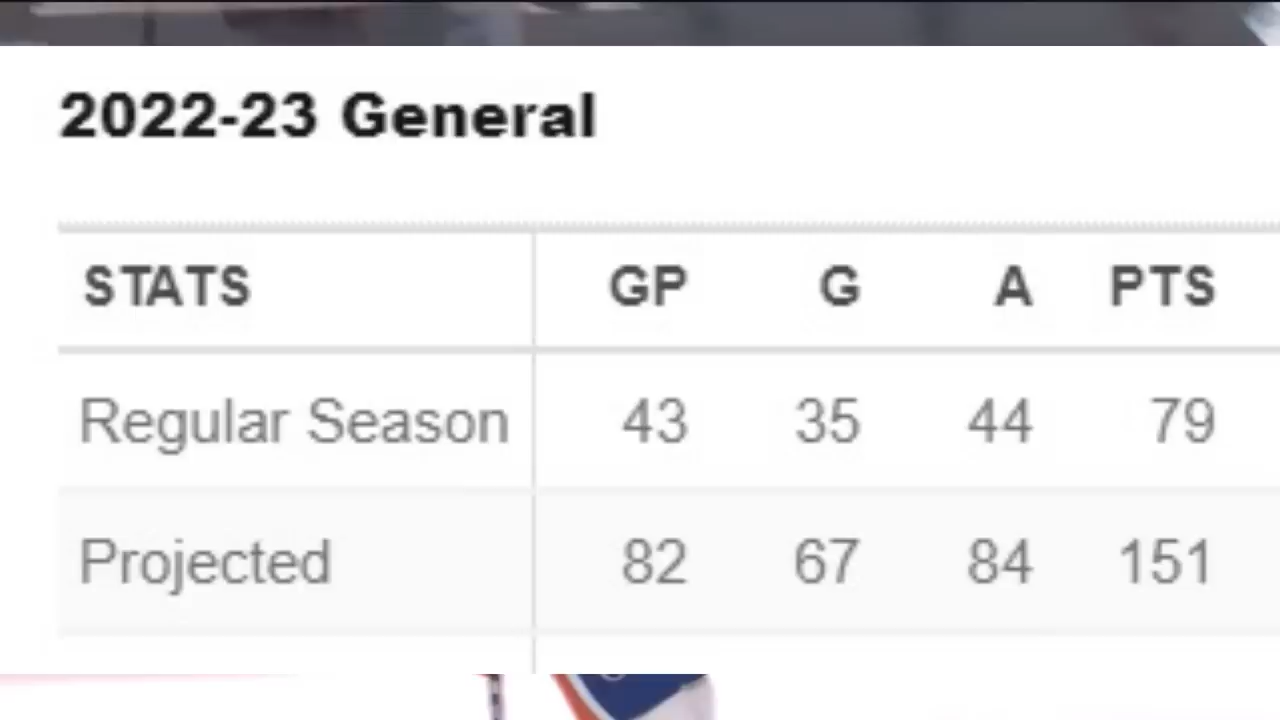 2022-23 General
STATS GP G A PTS
Regular Season 43 35 44 79
Projected 82 67 84 151